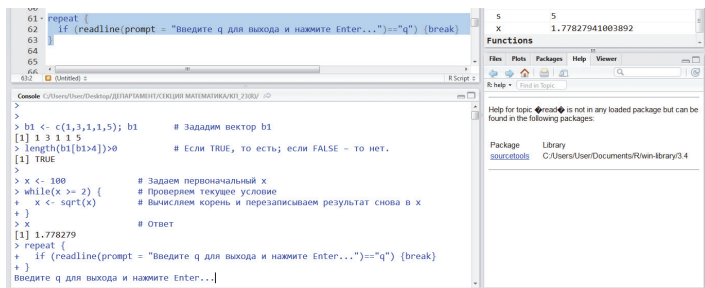 61 repeat {
62 if (readline(prompt = "Введите q для выхода и нажмите Enter...")=="q") {break}
63 }
64
65
66
63:2 (Untitled) R Script
Console C:/Users/User/Desktop/ДЕПАРТАМЕНТ/СЕКЦИЯ МАТЕМАТИКА/КП_2100/
>
>
> b1 <- c(1,3,1,1,5); b1 # Зададим вектор b1
[1] 1 3 1 1 5
> length(b1[b1>4])>0 # Если TRUE, то есть; если FALSE – то нет.
[1] TRUE
>
> x <- 100 # Задаем первоначальный x
> while(x >= 2) { # Проверяем текущее условие
+ x <- sqrt(x) # Вычисляем корень и перезаписываем результат снова в x
+ }
> x # Ответ
[1] 1.778279
> repeat {
+ if (readline(prompt = "Введите q для выхода и нажмите Enter...")=="q") {break}
+ }
Введите q для выхода и нажмите Enter...
s 5
x 1.77827941003892
Functions
Files Plots Packages Help Viewer
R: help Find in Topic
Help for topic �read� is not in any loaded package but can be
found in the following packages:
Package Library
sourcetools C:/Users/User/Documents/R/win-library/3.4